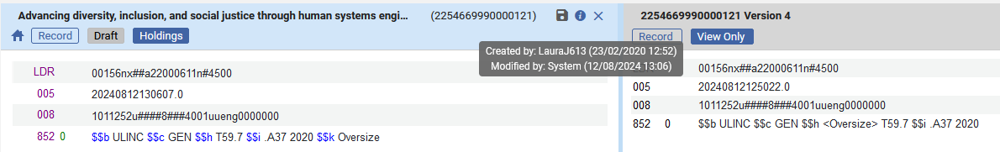 Advancing diversity, inclusion, and social justice through human systems engi... (2254669990000121)
Record Draft Holdings
LDR 00156nx##a22000611n#4500
005 20240812130607.0
008 1011252u####8###4001uueng0000000
852 0 $$b ULINC $$c GEN $$h T59.7 $$i .A37 2020 $$k Oversize
Created by: LauraJ613 (23/02/2020 12:52)
Modified by: System (12/08/2024 13:06)
2254669990000121 Version 4
Record View Only
00156nx##a22000611n#4500
005 20240812125022.0
008 1011252u####8###4001uueng0000000
852 0 $$b ULINC $$c GEN $$h <Oversize> T59.7 $$i .A37 2020